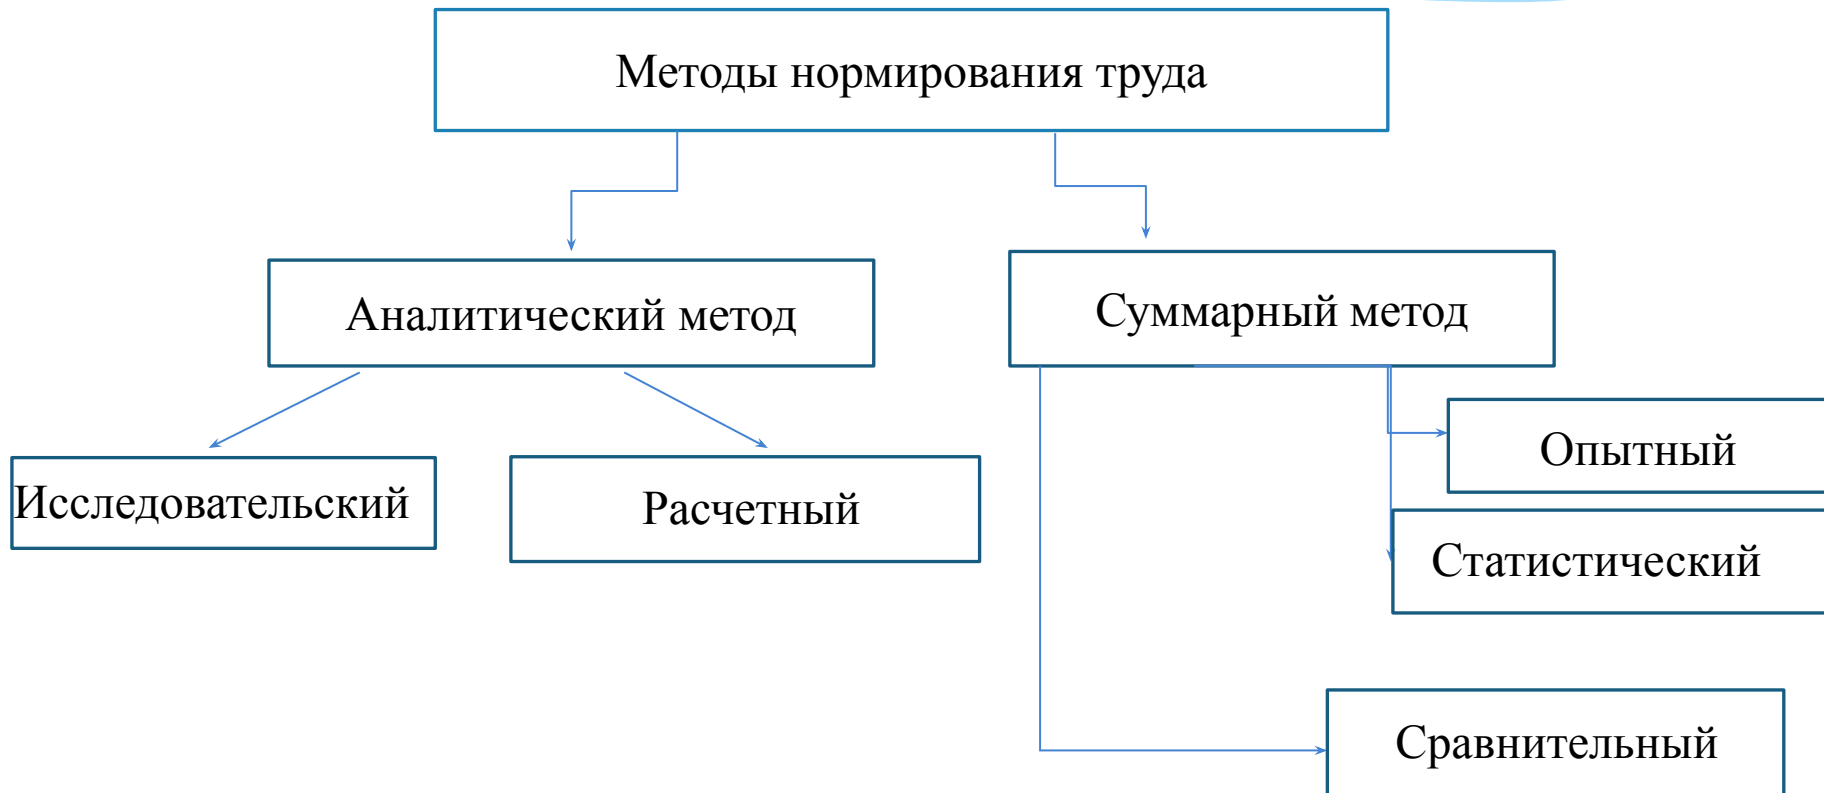 Методы нормирования труда
Аналитический метод
Суммарный метод
Исследовательский
Расчетный
Опытный
Статистический
Сравнительный